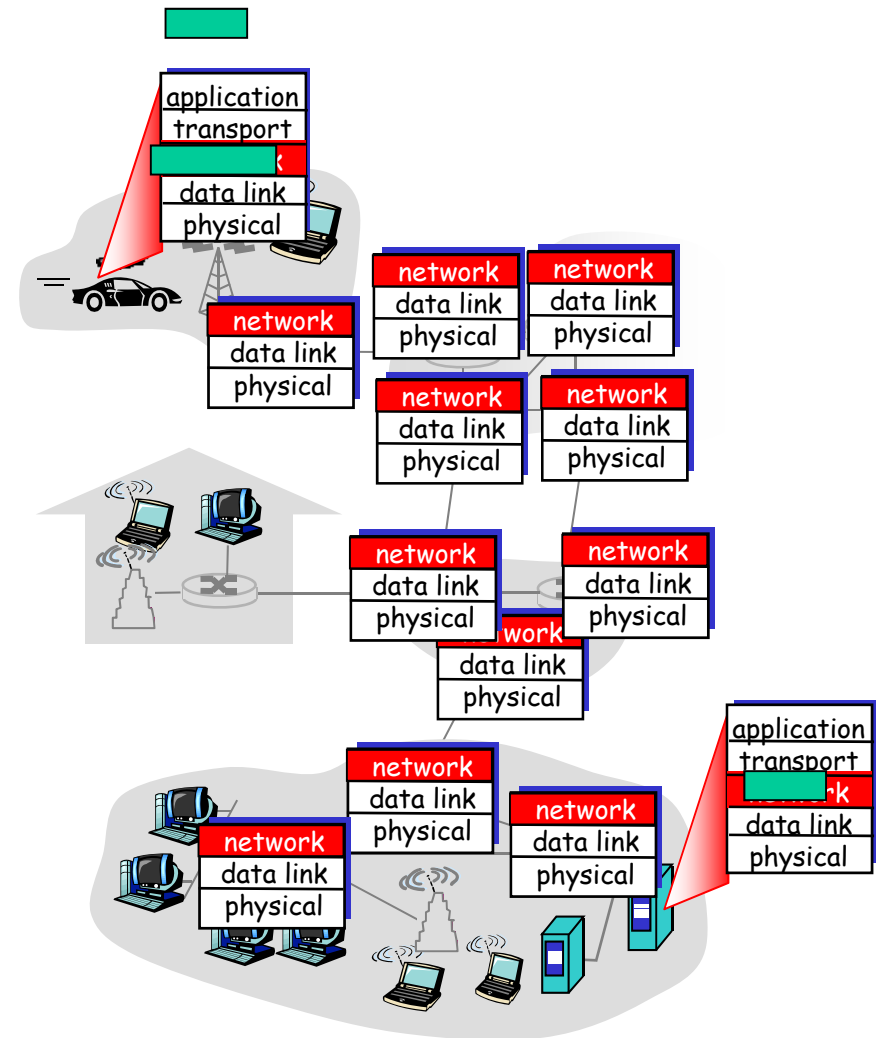 application
transport
data link
physical
network
data link
physical
network
data link
physical
network
data link
physical
network
data link
physical
network
data link
physical
network
data link
physical
network
data link
physical
data link
physical
application
transport
data link
physical
network
data link
physical
network
data link
physical
network
data link
physical